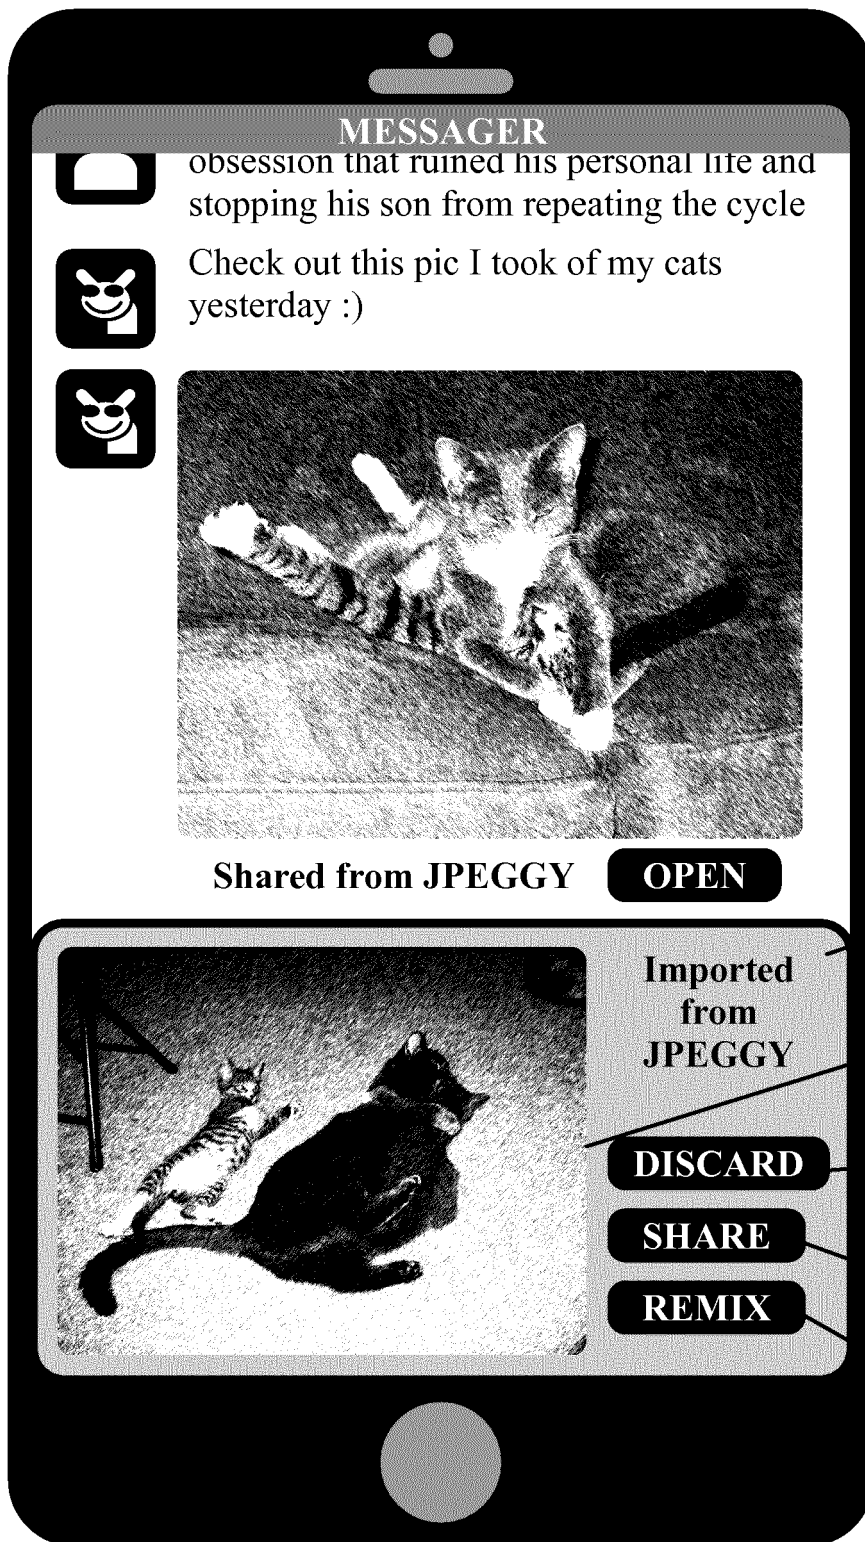 MESSAGER
obsession that ruined his personal life and
stopping his son from repeating the cycle
Check out this pic I took of my cats
yesterday :)
Shared from JPEGGY
OPEN
Imported
from
JPEGGY
DISCARD
SHARE
REMIX